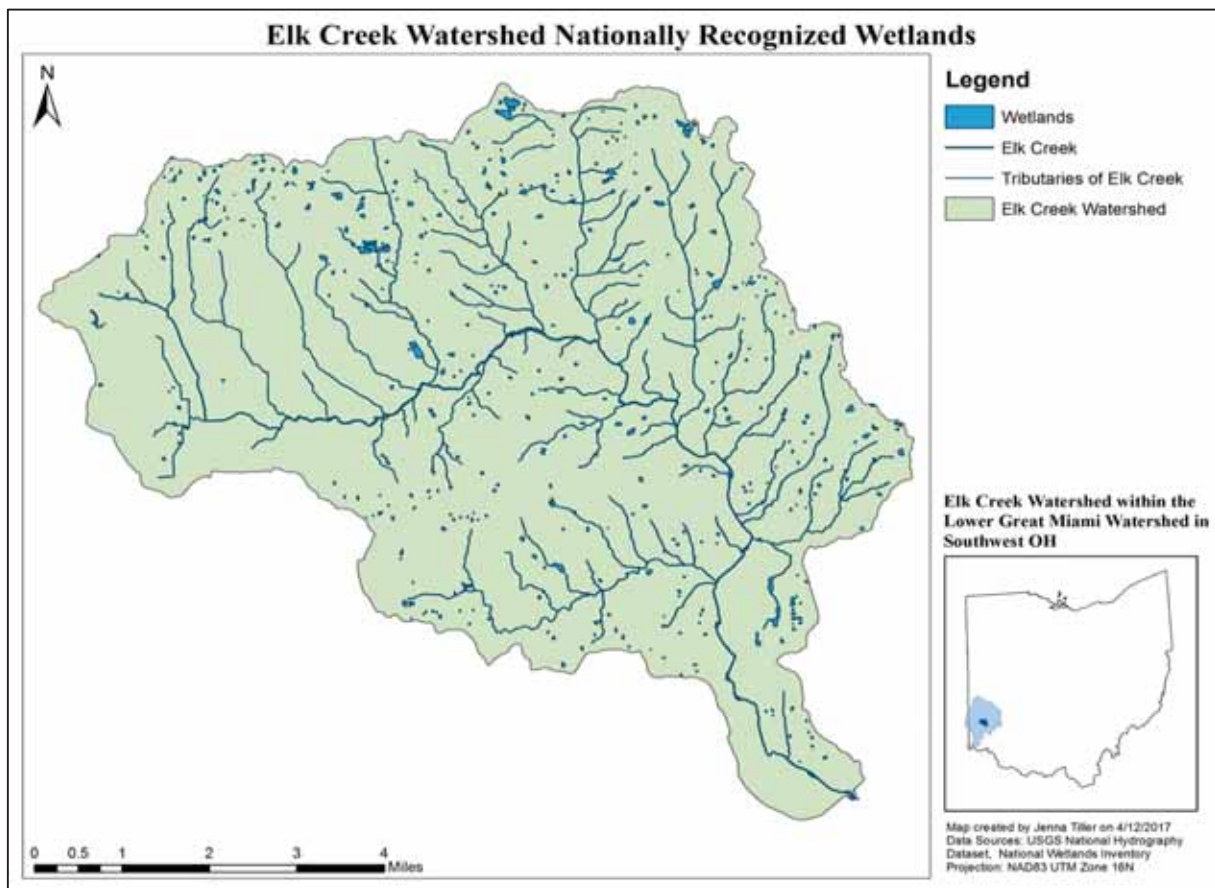 Elk Creek Watershed Nationally Recognized Wetlands
N
Legend
Wetlands
Elk Creek
Tributaries of Elk Creek
Elk Creek Watershed
Elk Creek Watershed within the
Lower Great Miami Watershed in
Southwest OH
Map created by Jenna Tiller on 4/12/2017
Data Sources: USGS National Hydrography
Dataset, National Wetlands Inventory
Projection: NAD83 UTM Zone 16N
0 0.5 1 2 3 4
Miles